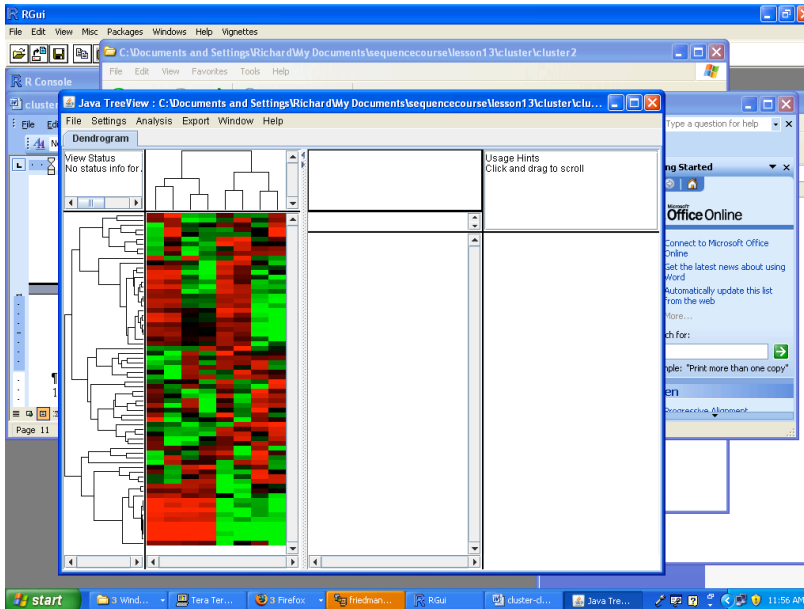 RGui
File Edit View Misc Packages Windows Help Vignettes
C:\Documents and Settings\Richard\My Documents\sequencecourse\lesson13\cluster\cluster2
File Edit View Favorites Tools Help
R Console
cluster
Java TreeView : C:\Documents and Settings\Richard\My Documents\sequencecourse\lesson13\cluster\clu...
File Settings Analysis Export Window Help
Type a question for help
Dendrogram
View Status
No status info for
Usage Hints
Click and drag to scroll
ng Started
Microsoft
Office Online
Connect to Microsoft Office
Online
Get the latest news about using
Word
Automatically update this list
from the web
More...
ch for:
mple: "Print more than one copy"
en
Progressive Alignment
Page 11
start
3 Wind...
Tera Ter...
3 Firefox
friedman...
RGui
cluster-d...
Java Tre...
11:56 AM